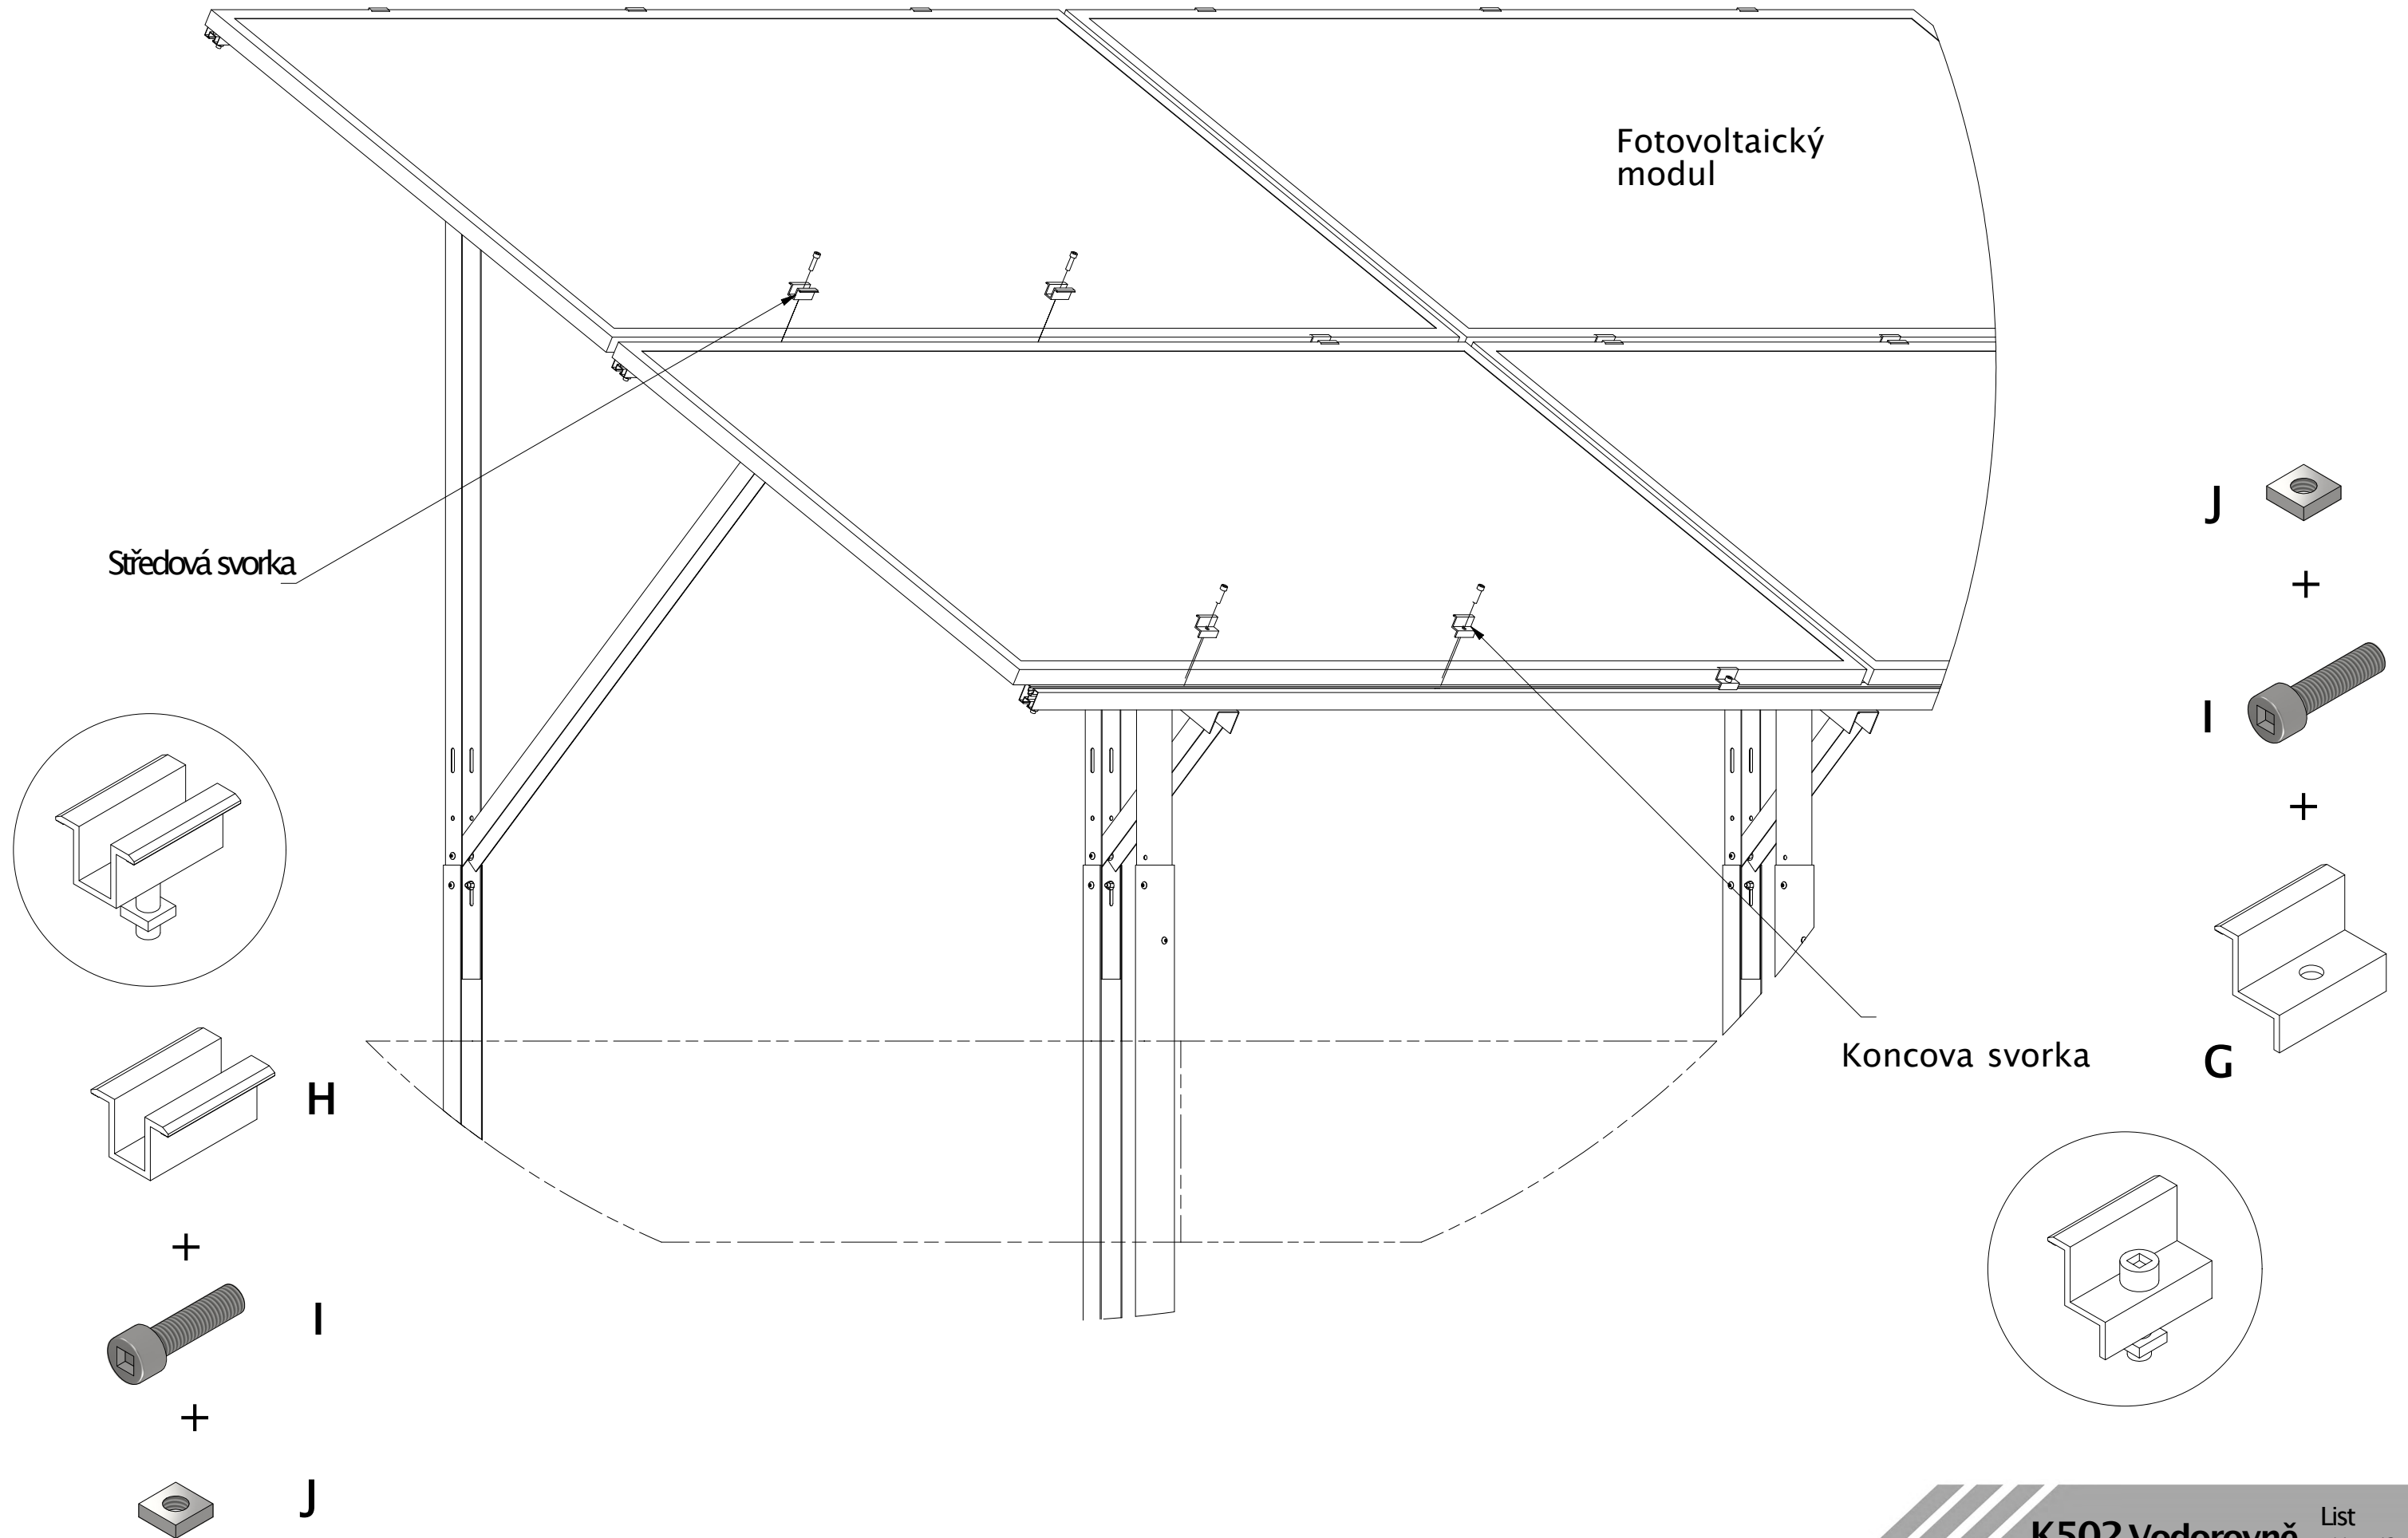 Fotovoltaický
modul
Středová svorka
J
+
I
+
G
Koncova svorka
H
+
I
+
J
List
K502 Vodorovně